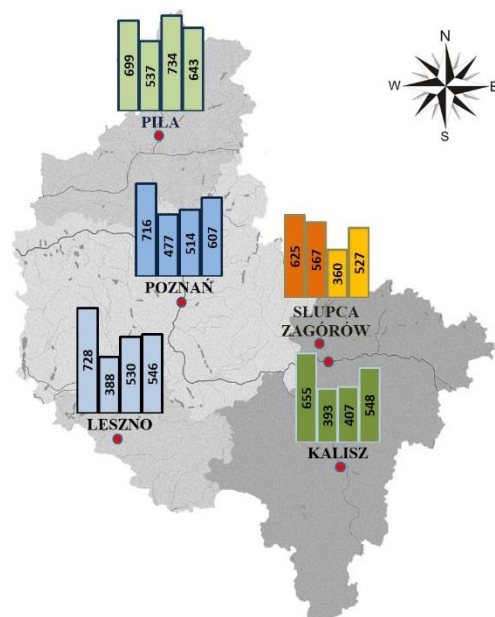 N
W E
S
699 537 734 643
PIŁA
716 477 514 607
POZNAŃ
625 567 360 527
SŁUPCA
ZAGÓRÓW
728 388 530 546
LESZNO
655 393 407 548
KALISZ